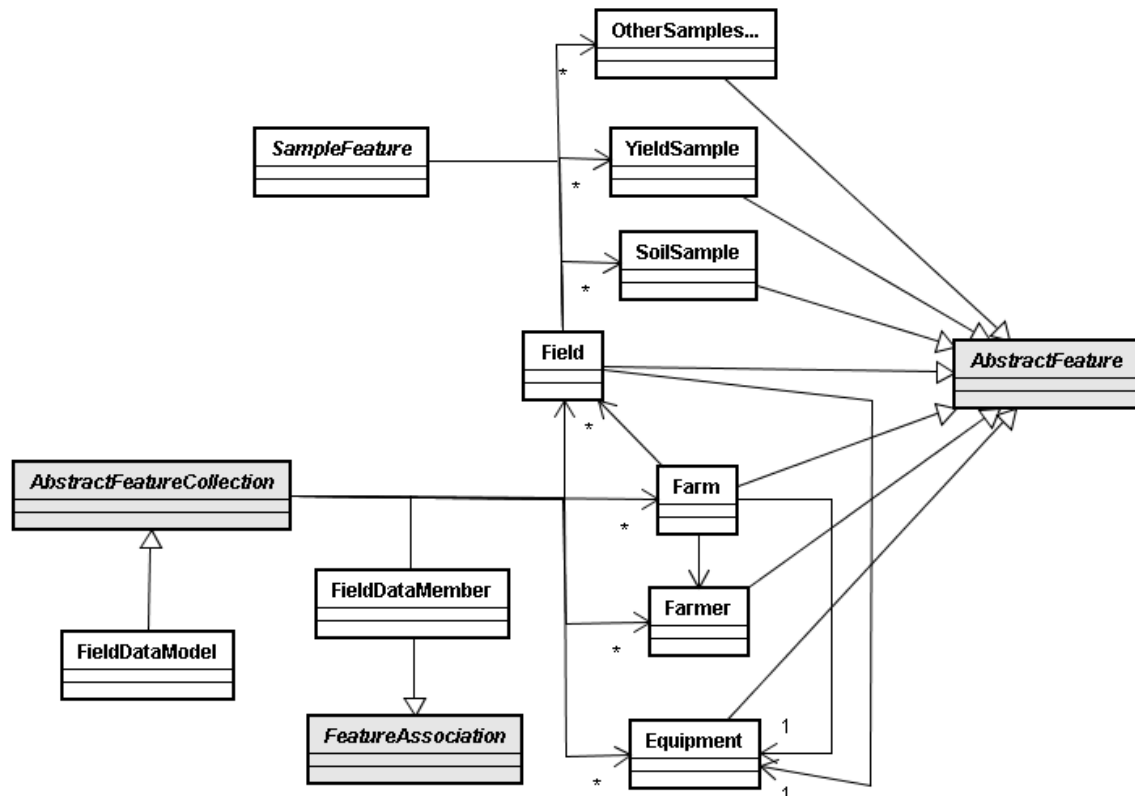 OtherSamples...
*
SampleFeature
YieldSample
*
SoilSample
*
Field
AbstractFeature
*
AbstractFeatureCollection
Farm
*
FieldDataMember
Farmer
FieldDataModel
*
FeatureAssociation
Equipment
1
*
1